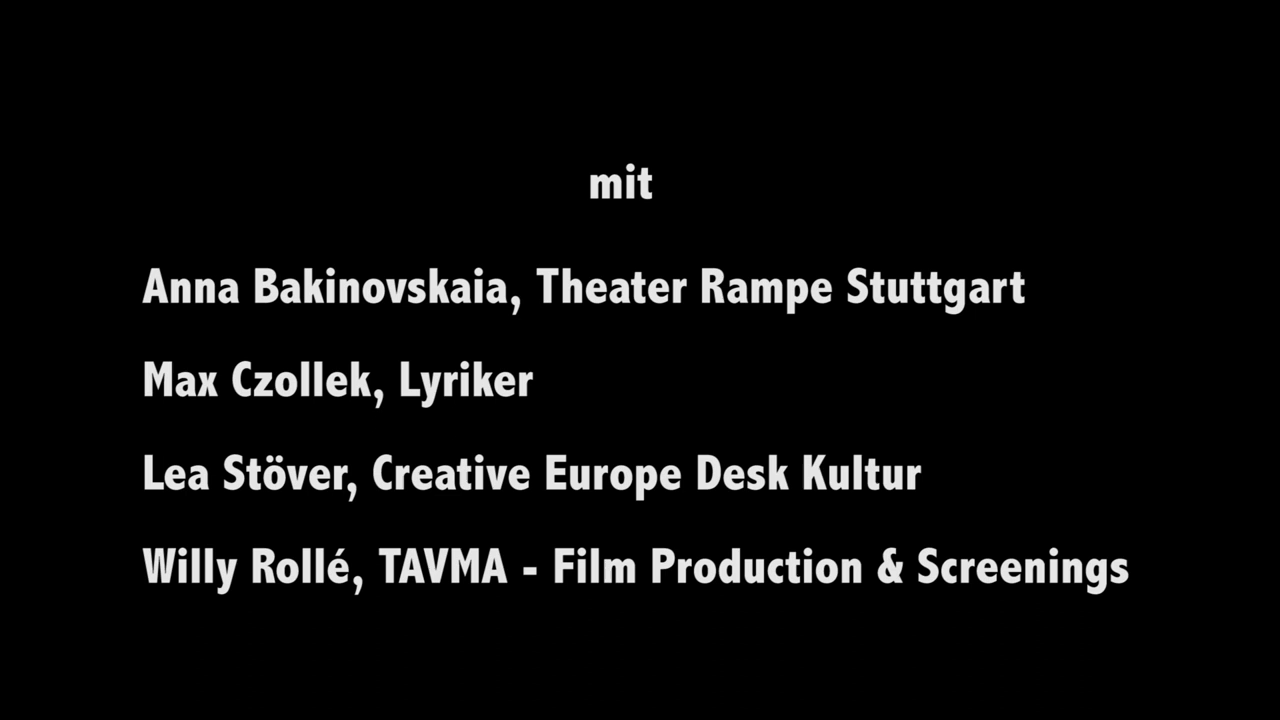 mit
Anna Bakinovskaia, Theater Rampe Stuttgart
Max Czollek, Lyriker
Lea Stöver, Creative Europe Desk Kultur
Willy Rollé, TAVMA - Film Production & Screenings